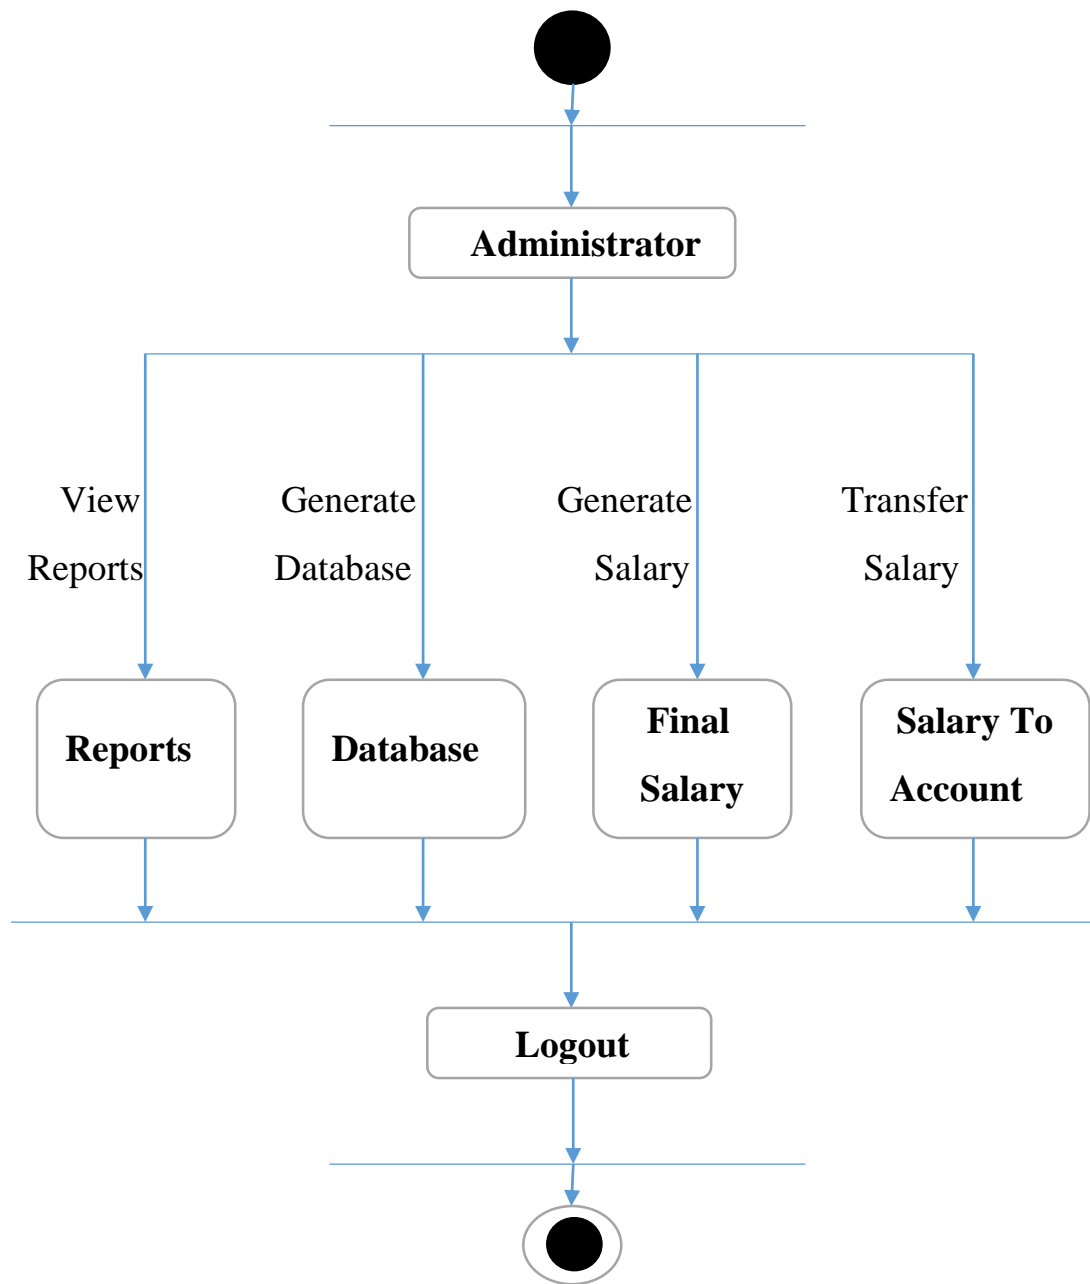 Administrator
View
Reports
Generate
Database
Generate
Salary
Transfer
Salary
Reports
Database
Final
Salary
Salary To
Account
Logout